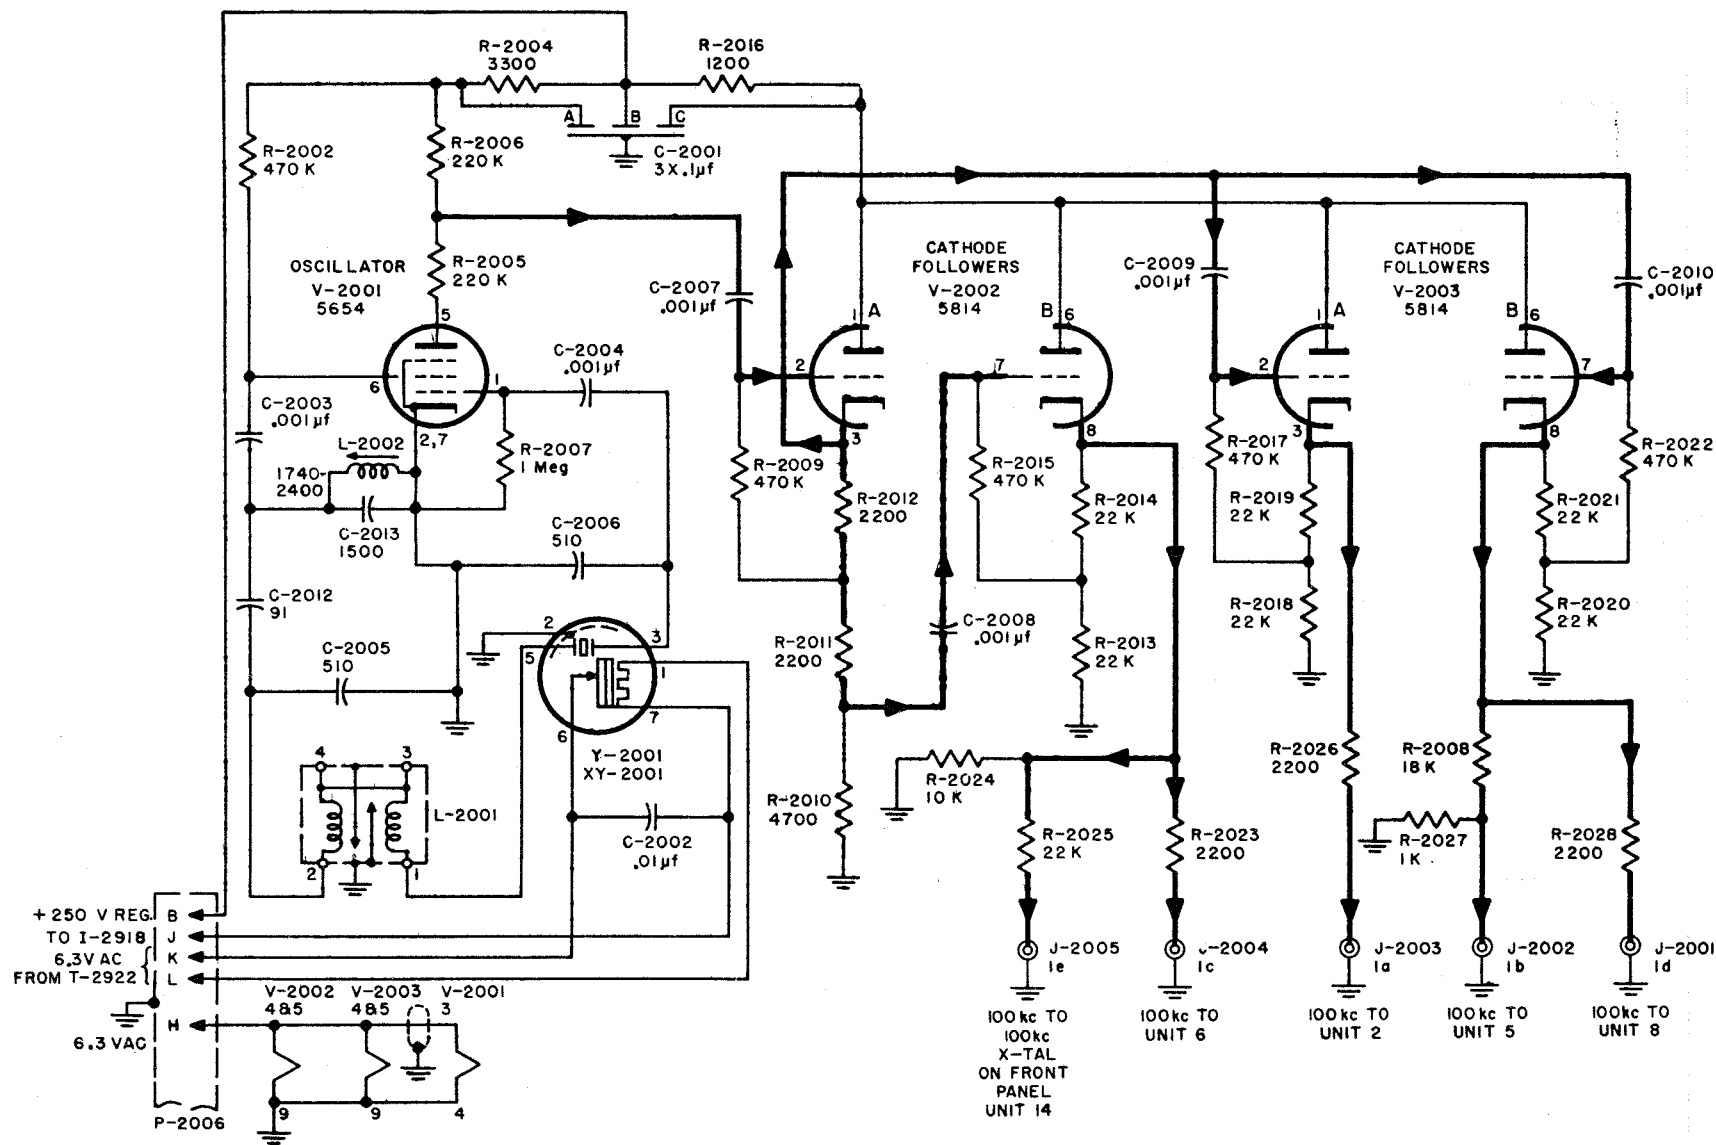 R-2004
3300
R-2016
1200
A
B
C
C-2001
3X.1µf
R-2002
470 K
R-2006
220 K
R-2005
220 K
OSCILLATOR
V-2001
5654
5
6
1
2,7
C-2003
.001µf
L-2002
1740-
2400
C-2013
1500
C-2004
.001µf
R-2007
1 Meg
C-2006
510
C-2012
91
C-2005
510
2
3
5
1
7
6
Y-2001
XY-2001
C-2002
.01µf
4
3
L-2001
2
1
C-2007
.001µf
CATHODE
FOLLOWERS
V-2002
5814
1
A
2
3
B
6
7
8
R-2009
470 K
R-2012
2200
R-2011
2200
R-2010
4700
R-2015
470 K
R-2014
22 K
C-2008
.001µf
R-2013
22 K
C-2009
.001µf
CATHODE
FOLLOWERS
V-2003
5814
1
A
2
3
B
6
7
8
C-2010
.001µf
R-2017
470 K
R-2019
22 K
R-2018
22 K
R-2021
22 K
R-2022
470 K
R-2020
22 K
R-2024
10 K
R-2025
22 K
R-2023
2200
R-2026
2200
R-2008
18 K
R-2027
1K
R-2028
2200
J-2005
1e
J-2004
1c
J-2003
1a
J-2002
1b
J-2001
1d
100kc TO
100kc
X-TAL
ON FRONT
PANEL
UNIT 14
100kc TO
UNIT 6
100kc TO
UNIT 2
100kc TO
UNIT 5
100kc TO
UNIT 8
+250 V REG. B
TO I-2918 J
6.3V AC K
FROM T-2922 L
H
6.3 VAC
P-2006
V-2002
4&5
V-2003
4&5
V-2001
3
9
9
4